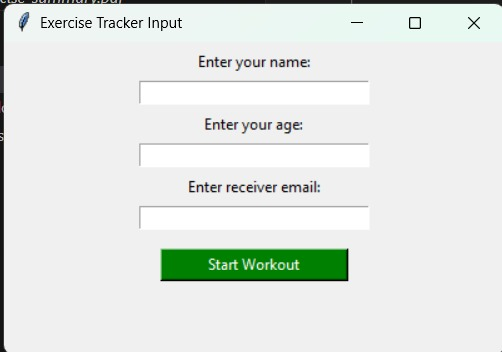 Exercise Tracker Input
Enter your name:
Enter your age:
Enter receiver email:
Start Workout